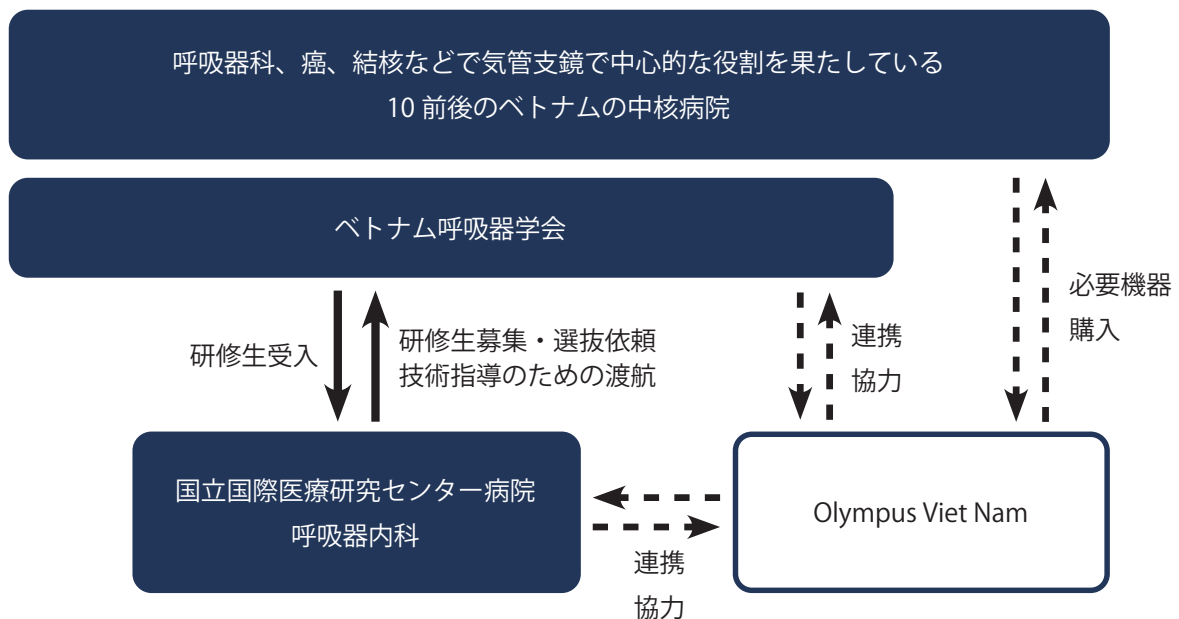 呼吸器科、癌、結核などで気管支鏡で中心的な役割を果たしている
10 前後のベトナムの中核病院
ベトナム呼吸器学会
必要機器
購入
研修生受入
研修生募集・選抜依頼
技術指導のための渡航
連携
協力
国立国際医療研究センター病院
呼吸器内科
Olympus Viet Nam
連携
協力